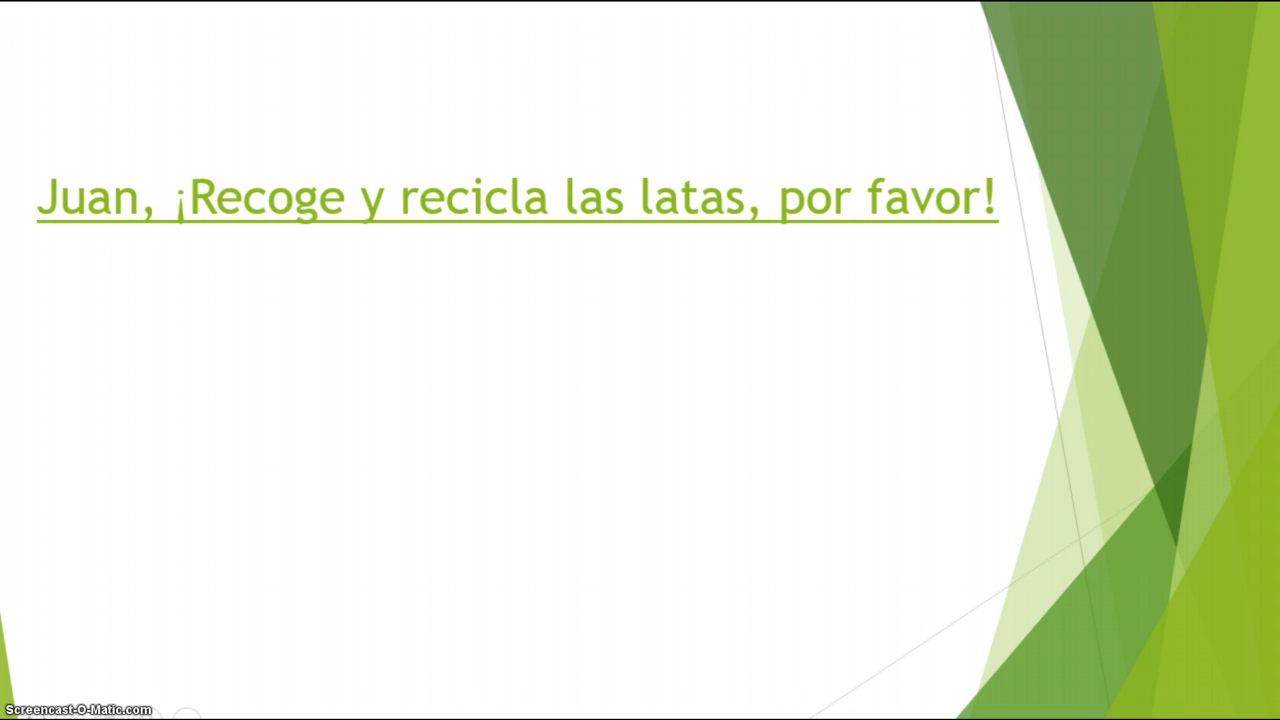 Juan, ¡Recoge y recicla las latas, por favor!
Screencast-O-Matic.com